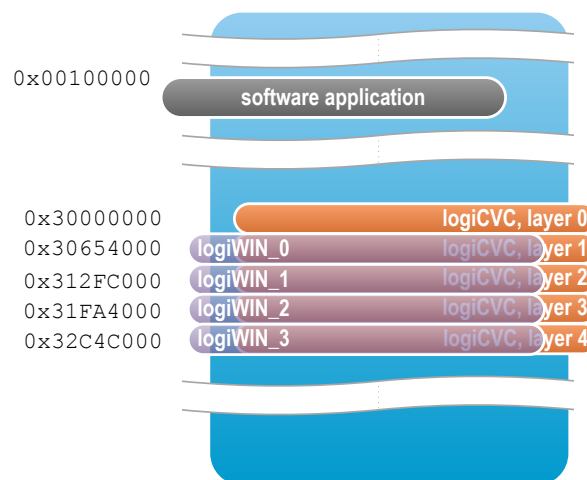 0x00100000
software application
0x30000000 logiCVC, layer 0
0x30654000 logiWIN_0 logiCVC, layer 1
0x312FC000 logiWIN_1 logiCVC, layer 2
0x31FA4000 logiWIN_2 logiCVC, layer 3
0x32C4C000 logiWIN_3 logiCVC, layer 4